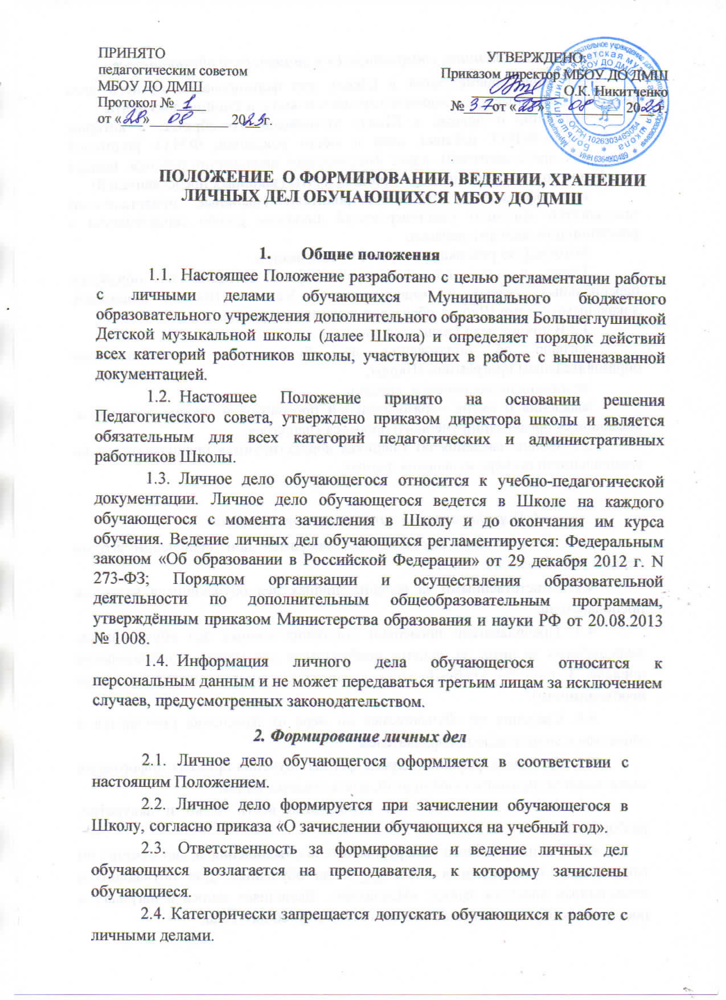 ПРИНЯТО
педагогическим советом
МБОУ ДО ДМШ
Протокол № 1
от «28» 08 2023г.
УТВЕРЖДЕНО:
Приказом директор МБОУ ДО ДМШ
О.К. Никитченко
№ 37 от «28» 08 2023г.
Муниципальное бюджетное образовательное учреждение дополнительного образования
Большеглушицкая детская музыкальная школа
МБОУ ДО ДМШ
ОГРН 1026303463064
ИНН 6364003489
ПОЛОЖЕНИЕ О ФОРМИРОВАНИИ, ВЕДЕНИИ, ХРАНЕНИИ
ЛИЧНЫХ ДЕЛ ОБУЧАЮЩИХСЯ МБОУ ДО ДМШ
1. Общие положения
1.1. Настоящее Положение разработано с целью регламентации работы
с личными делами обучающихся Муниципального бюджетного
образовательного учреждения дополнительного образования Большеглушицкой
Детской музыкальной школы (далее Школа) и определяет порядок действий
всех категорий работников школы, участвующих в работе с вышеназванной
документацией.
1.2. Настоящее Положение принято на основании решения
Педагогического совета, утверждено приказом директора школы и является
обязательным для всех категорий педагогических и административных
работников Школы.
1.3. Личное дело обучающегося относится к учебно-педагогической
документации. Личное дело обучающегося ведется в Школе на каждого
обучающегося с момента зачисления в Школу и до окончания им курса
обучения. Ведение личных дел обучающихся регламентируется: Федеральным
законом «Об образовании в Российской Федерации» от 29 декабря 2012 г. N
273-ФЗ; Порядком организации и осуществления образовательной
деятельности по дополнительным общеобразовательным программам,
утверждённым приказом Министерства образования и науки РФ от 20.08.2013
№ 1008.
1.4. Информация личного дела обучающегося относится к
персональным данным и не может передаваться третьим лицам за исключением
случаев, предусмотренных законодательством.
2. Формирование личных дел
2.1. Личное дело обучающегося оформляется в соответствии с
настоящим Положением.
2.2. Личное дело формируется при зачислении обучающегося в
Школу, согласно приказа «О зачислении обучающихся на учебный год».
2.3. Ответственность за формирование и ведение личных дел
обучающихся возлагается на преподавателя, к которому зачислены
обучающиеся.
2.4. Категорически запрещается допускать обучающихся к работе с
личными делами.